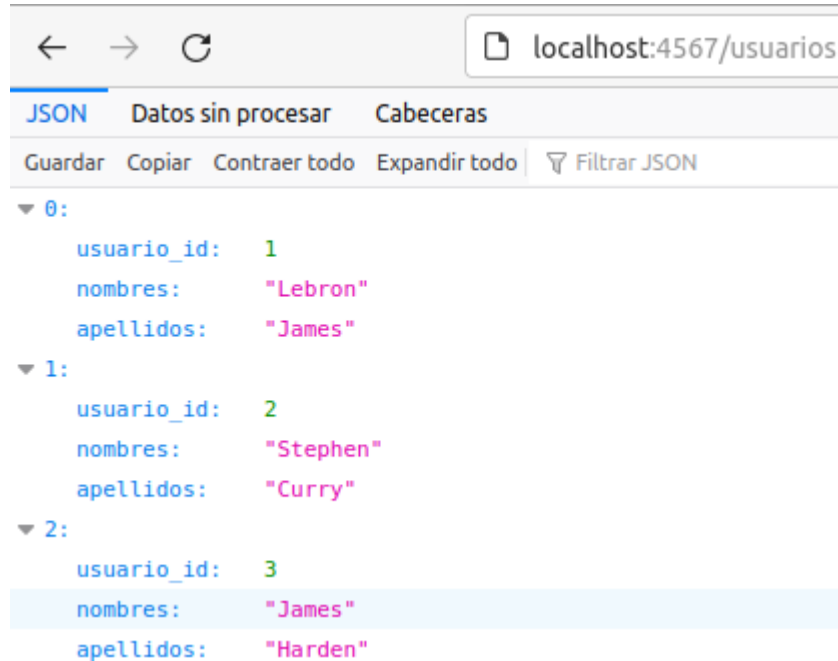 localhost:4567/usuarios
JSON Datos sin procesar Cabeceras
Guardar Copiar Contraer todo Expandir todo Filtrar JSON
0:
usuario_id: 1
nombres: "Lebron"
apellidos: "James"
1:
usuario_id: 2
nombres: "Stephen"
apellidos: "Curry"
2:
usuario_id: 3
nombres: "James"
apellidos: "Harden"